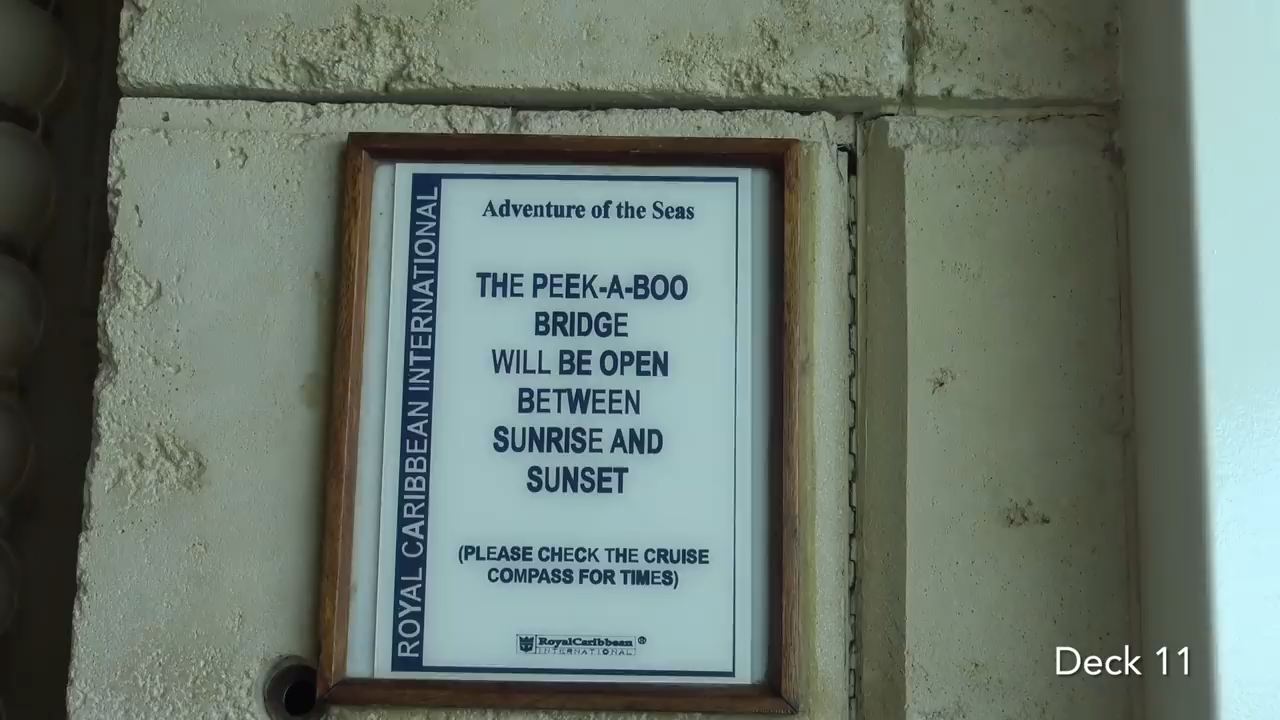 Adventure of the Seas
ROYAL CARIBBEAN INTERNATIONAL
THE PEEK-A-BOO
BRIDGE
WILL BE OPEN
BETWEEN
SUNRISE AND
SUNSET
(PLEASE CHECK THE CRUISE
COMPASS FOR TIMES)
RoyalCaribbean®
INTERNATIONAL
Deck 11